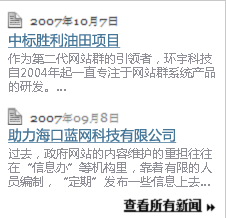 2007年10月7日
中标胜利油田项目
作为第二代网站群的引领者，环宇科技
自2004年起一直专注于网站群系统产品
的研发。...
2007年09月8日
助力海口蓝网科技有限公司
过去，政府网站的内容维护的重担往往
在“信息办”等机构里，靠着有限的人
员编制，“定期”发布一些信息上去...
查看所有新闻